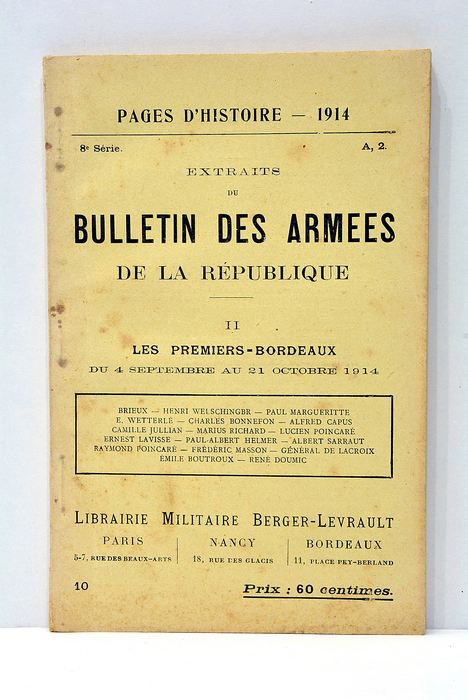 PAGES D'HISTOIRE — 1914
8e Série. A, 2.
EXTRAITS
DU
BULLETIN DES ARMEES
DE LA RÉPUBLIQUE
II
LES PREMIERS-BORDEAUX
DU 4 SEPTEMBRE AU 21 OCTOBRE 1914
BRIEUX — HENRI WELSCHINGER — PAUL MARGUERITTE
E. WETTERLÉ — CHARLES BONNEFON — ALFRED CAPUS
CAMILLE JULLIAN — MARIUS RICHARD — LUCIEN POINCARÉ
ERNEST LAVISSE — PAUL-ALBERT HELMER — ALBERT SARRAUT
RAYMOND POINCARÉ — FRÉDÉRIC MASSON — GÉNÉRAL DE LACROIX
ÉMILE BOUTROUX — RENÉ DOUMIC
LIBRAIRIE MILITAIRE BERGER-LEVRAULT
PARIS NANCY BORDEAUX
5-7, RUE DES BEAUX-ARTS 18, RUE DES GLACIS 11, PLACE PEY-BERLAND
10 Prix : 60 centimes.